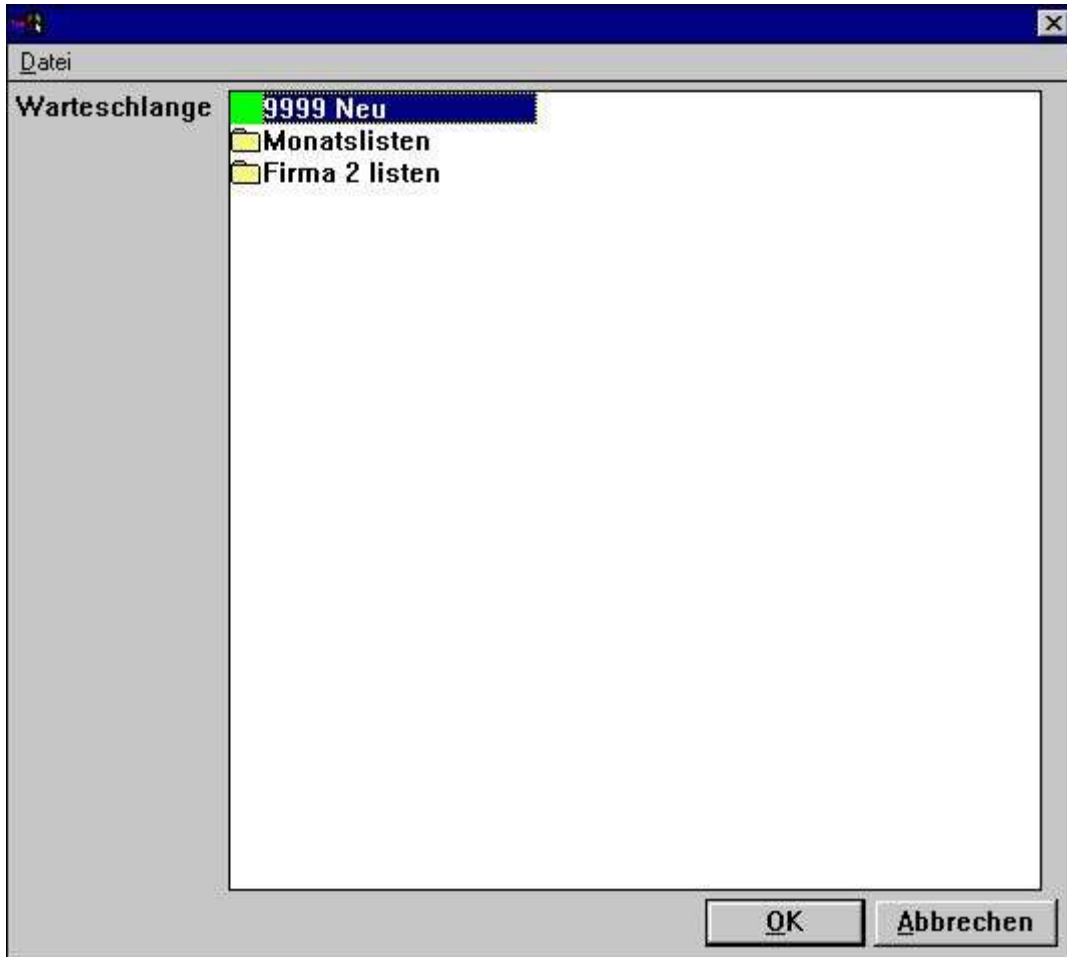 Datei
Warteschlange
9999 Neu
Monatslisten
Firma 2 listen
OK
Abbrechen